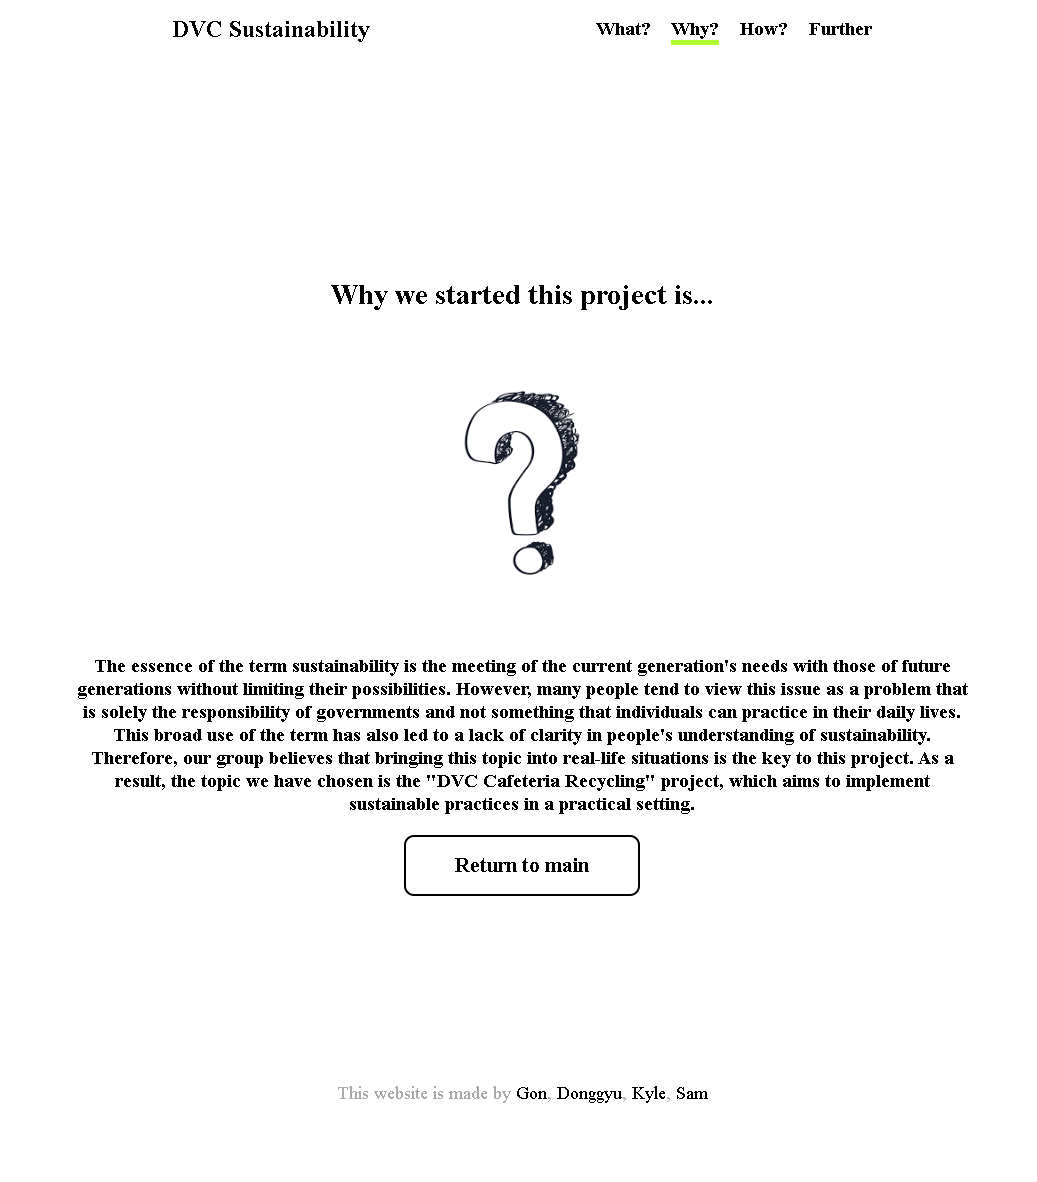 DVC Sustainability
What? Why? How? Further
Why we started this project is...
?
The essence of the term sustainability is the meeting of the current generation's needs with those of future
generations without limiting their possibilities. However, many people tend to view this issue as a problem that
is solely the responsibility of governments and not something that individuals can practice in their daily lives.
This broad use of the term has also led to a lack of clarity in people's understanding of sustainability.
Therefore, our group believes that bringing this topic into real-life situations is the key to this project. As a
result, the topic we have chosen is the "DVC Cafeteria Recycling" project, which aims to implement
sustainable practices in a practical setting.
Return to main
This website is made by Gon, Donggyu, Kyle, Sam